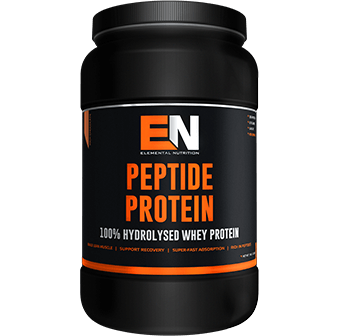 EN
ELEMENTAL NUTRITION
PEPTIDE
PROTEIN
100% HYDROLYSED WHEY PROTEIN
SUPPORT RECOVERY | SUPER-FAST ABSORPTION